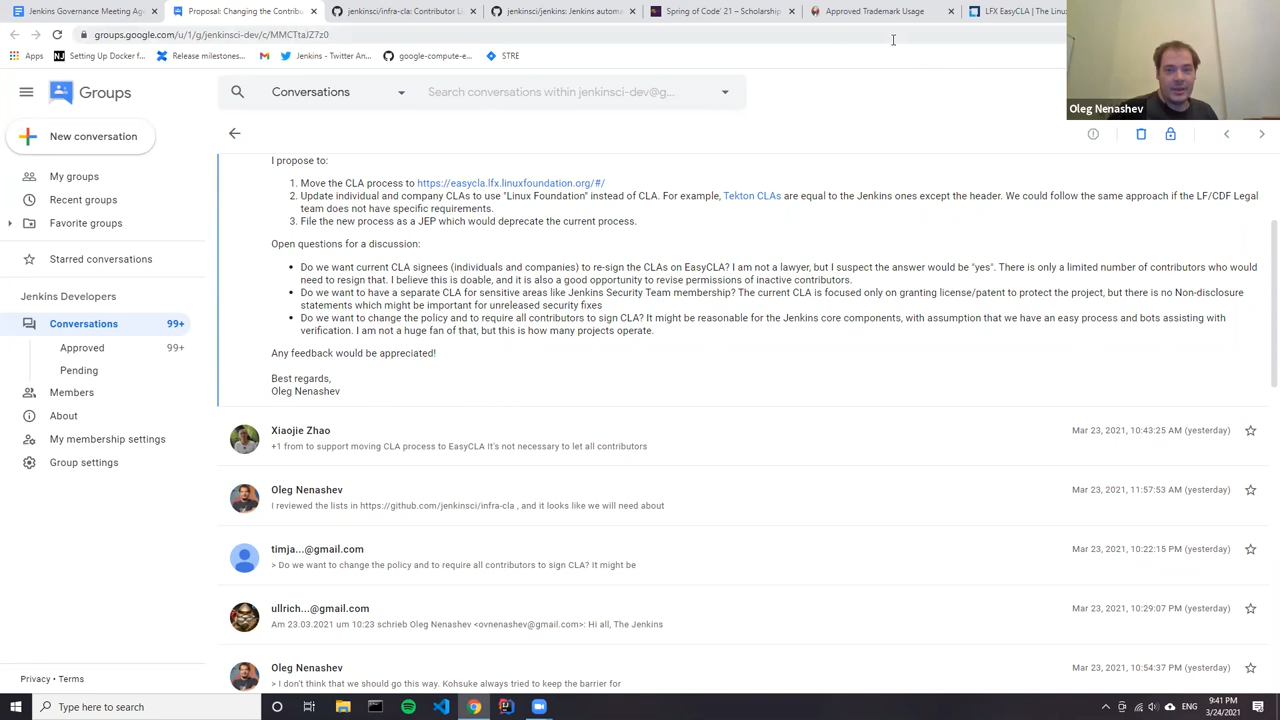 Jenkins Governance Meeting Age
Proposal: Changing the Contribu
jenkinsci/infra-cla: Contributor L
jenkinsci/jenkins: Jenkins autom
Spring of Code' 21 – Scholarship
Approved Trademark Usage
LFX EasyCLA | The Linu
groups.google.com/u/1/g/jenkinsci-dev/c/MMCTtaJZ7z0
Apps
Setting Up Docker f...
Release milestones...
Jenkins - Twitter An...
google-compute-e...
STRE
Groups
Conversations
Search conversations within jenkinsci-dev@g...
Oleg Nenashev
New conversation
My groups
Recent groups
Favorite groups
Starred conversations
Jenkins Developers
Conversations 99+
Approved 99+
Pending
Members
About
My membership settings
Group settings
Privacy • Terms
I propose to:
1. Move the CLA process to https://easycla.lfx.linuxfoundation.org/#/
2. Update individual and company CLAs to use "Linux Foundation" instead of CLA. For example, Tekton CLAs are equal to the Jenkins ones except the header. We could follow the same approach if the LF/CDF Legal
team does not have specific requirements.
3. File the new process as a JEP which would deprecate the current process.
Open questions for a discussion:
• Do we want current CLA signees (individuals and companies) to re-sign the CLAs on EasyCLA? I am not a lawyer, but I suspect the answer would be "yes". There is only a limited number of contributors who would
need to resign that. I believe this is doable, and it is also a good opportunity to revise permissions of inactive contributors.
• Do we want to have a separate CLA for sensitive areas like Jenkins Security Team membership? The current CLA is focused only on granting license/patent to protect the project, but there is no Non-disclosure
statements which might be important for unreleased security fixes
• Do we want to change the policy and to require all contributors to sign CLA? It might be reasonable for the Jenkins core components, with assumption that we have an easy process and bots assisting with
verification. I am not a huge fan of that, but this is how many projects operate.
Any feedback would be appreciated!
Best regards,
Oleg Nenashev
Xiaojie Zhao
Mar 23, 2021, 10:43:25 AM (yesterday)
+1 from to support moving CLA process to EasyCLA It's not necessary to let all contributors
Oleg Nenashev
Mar 23, 2021, 11:57:53 AM (yesterday)
I reviewed the lists in https://github.com/jenkinsci/infra-cla , and it looks like we will need about
timja...@gmail.com
Mar 23, 2021, 10:22:15 PM (yesterday)
> Do we want to change the policy and to require all contributors to sign CLA? It might be
ullrich...@gmail.com
Mar 23, 2021, 10:29:07 PM (yesterday)
Am 23.03.2021 um 10:23 schrieb Oleg Nenashev <ovnenashev@gmail.com>: Hi all, The Jenkins
Oleg Nenashev
Mar 23, 2021, 10:54:37 PM (yesterday)
> I don't think that we should go this way. Kohsuke always tried to keep the barrier for
Type here to search
ENG
9:41 PM
3/24/2021